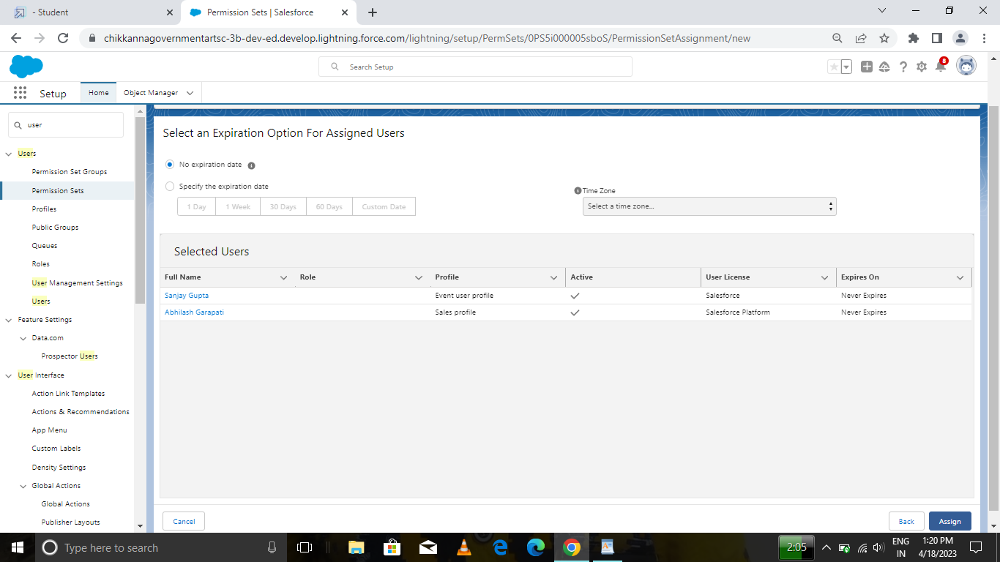 - Student
Permission Sets | Salesforce
chikkannagovernmentartsc-3b-dev-ed.develop.lightning.force.com/lightning/setup/PermSets/0PS5i000005sboS/PermissionSetAssignment/new
Search Setup
8
Setup
Home
Object Manager
user
Users
Permission Set Groups
Permission Sets
Profiles
Public Groups
Queues
Roles
User Management Settings
Users
Feature Settings
Data.com
Prospector Users
User Interface
Action Link Templates
Actions & Recommendations
App Menu
Custom Labels
Density Settings
Global Actions
Global Actions
Publisher Layouts
Select an Expiration Option For Assigned Users
No expiration date
Specify the expiration date
1 Day 1 Week 30 Days 60 Days Custom Date
Time Zone
Select a time zone...
Selected Users
Full Name Role Profile Active User License Expires On
Sanjay Gupta Event user profile Salesforce Never Expires
Abhilash Garapati Sales profile Salesforce Platform Never Expires
Cancel Back Assign
Type here to search
2:05
ENG
IN
1:20 PM
4/18/2023